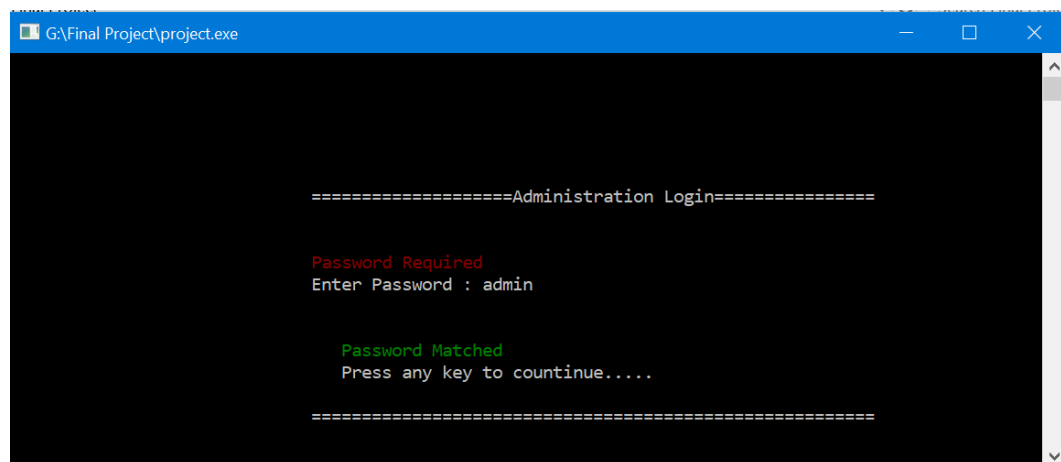 G:\Final Project\project.exe
====================Administration Login================
Password Required
Enter Password : admin
Password Matched
Press any key to countinue.....
========================================================